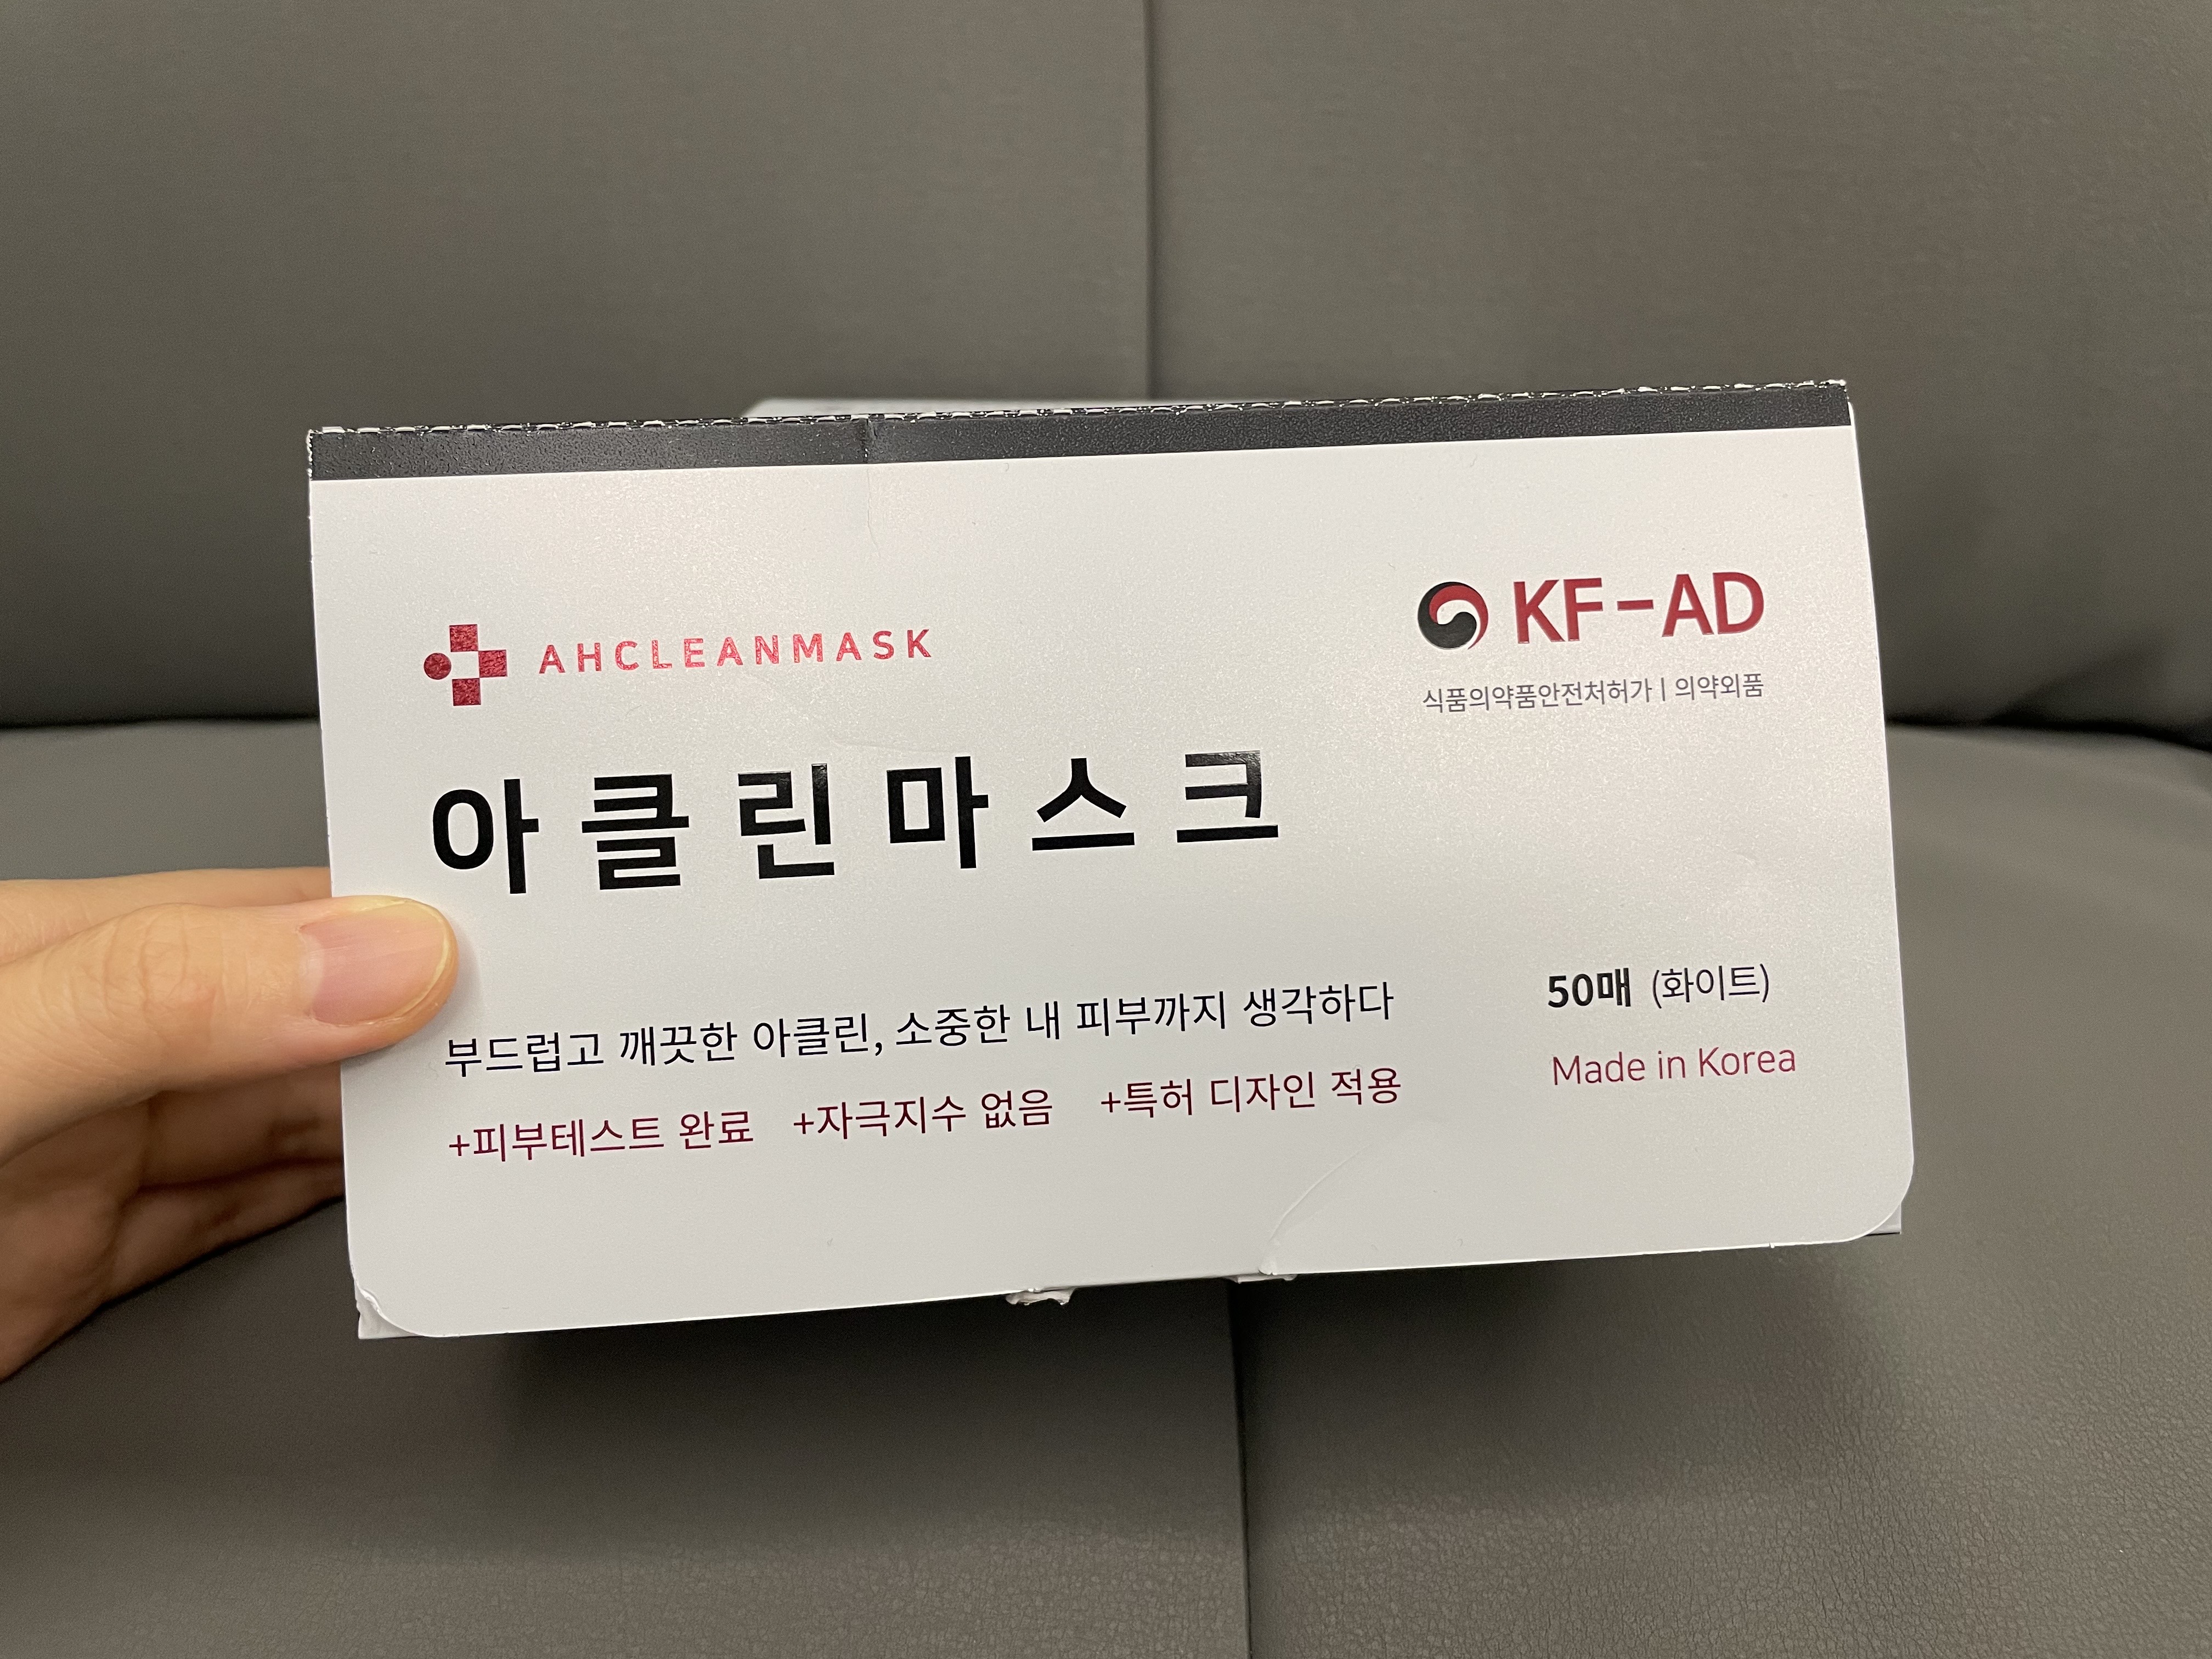 AHCLEANMASK
KF-AD
식품의약품안전처허가 | 의약외품
아클린마스크
부드럽고 깨끗한 아클린, 소중한 내 피부까지 생각하다
+피부테스트 완료 +자극지수 없음 +특허 디자인 적용
50매 (화이트)
Made in Korea